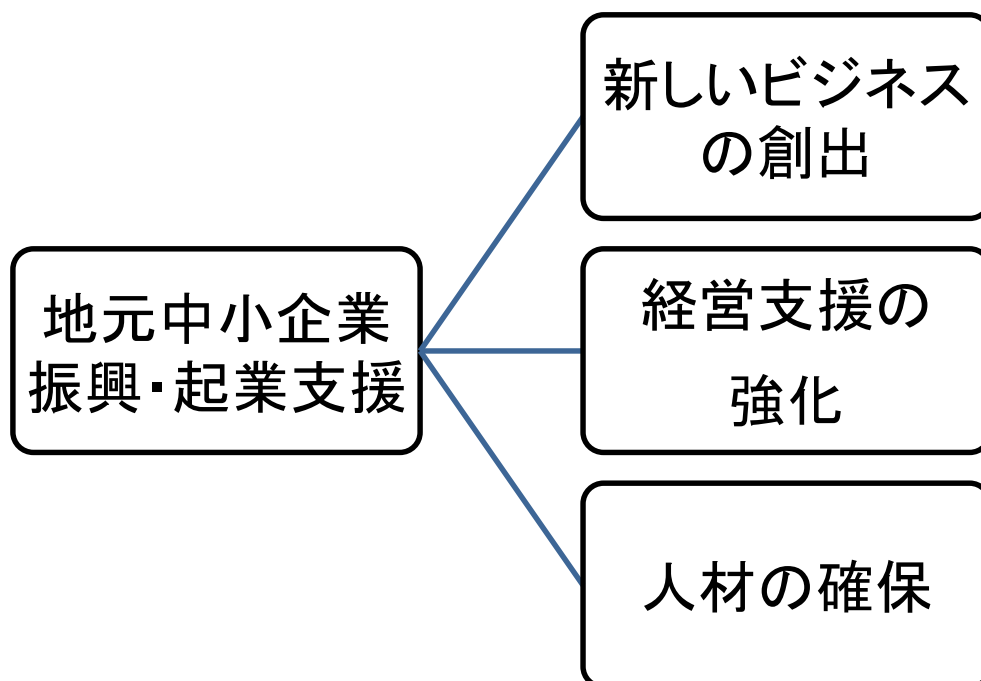 地元中小企業
振興・起業支援
新しいビジネス
の創出
経営支援の
強化
人材の確保